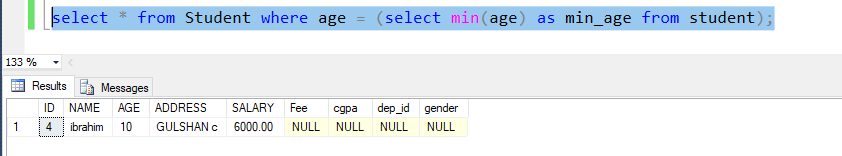 select * from Student where age = (select min(age) as min_age from student);
133 %
Results Messages
ID NAME AGE ADDRESS SALARY Fee cgpa dep_id gender
1 4 ibrahim 10 GULSHAN c 6000.00 NULL NULL NULL NULL